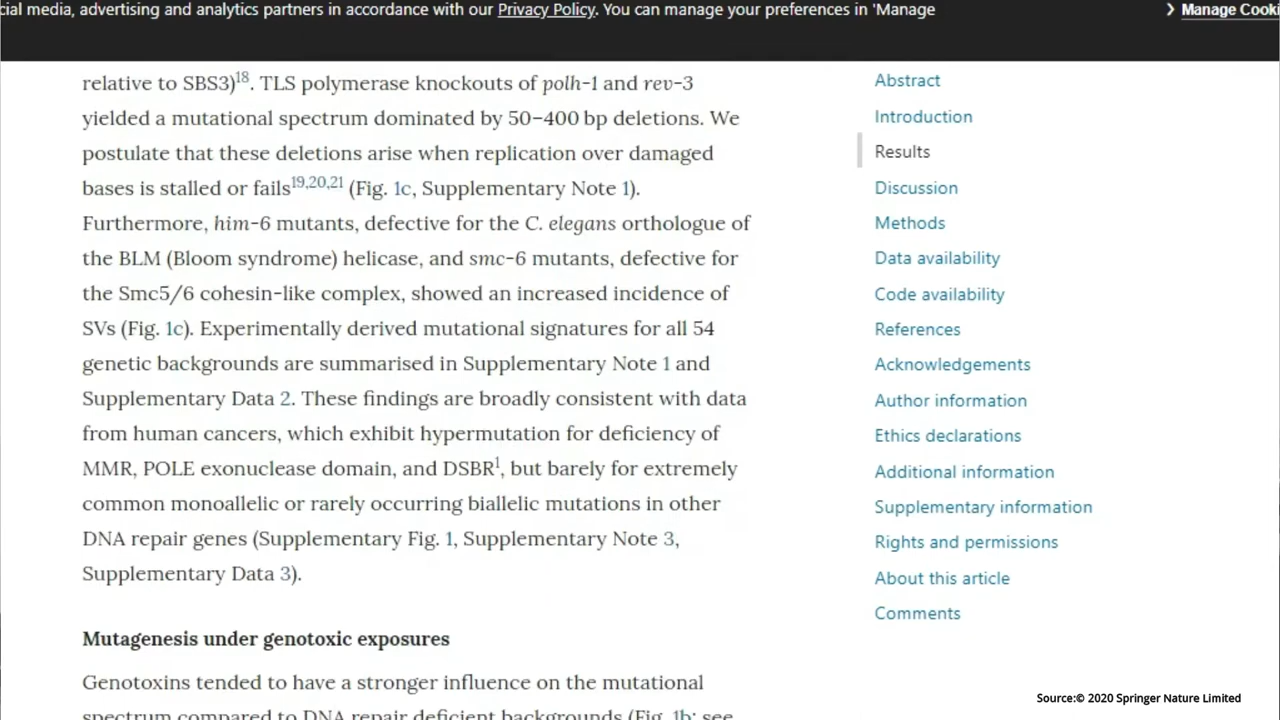 cial media, advertising and analytics partners in accordance with our Privacy Policy. You can manage your preferences in 'Manage
❯ Manage Cooki
relative to SBS3)18. TLS polymerase knockouts of polh-1 and rev-3
yielded a mutational spectrum dominated by 50–400 bp deletions. We
postulate that these deletions arise when replication over damaged
bases is stalled or fails19,20,21 (Fig. 1c, Supplementary Note 1).
Furthermore, him-6 mutants, defective for the C. elegans orthologue of
the BLM (Bloom syndrome) helicase, and smc-6 mutants, defective for
the Smc5/6 cohesin-like complex, showed an increased incidence of
SVs (Fig. 1c). Experimentally derived mutational signatures for all 54
genetic backgrounds are summarised in Supplementary Note 1 and
Supplementary Data 2. These findings are broadly consistent with data
from human cancers, which exhibit hypermutation for deficiency of
MMR, POLE exonuclease domain, and DSBR1, but barely for extremely
common monoallelic or rarely occurring biallelic mutations in other
DNA repair genes (Supplementary Fig. 1, Supplementary Note 3,
Supplementary Data 3).
Mutagenesis under genotoxic exposures
Genotoxins tended to have a stronger influence on the mutational
spectrum compared to DNA repair deficient backgrounds (Fig. 1b; see
Abstract
Introduction
Results
Discussion
Methods
Data availability
Code availability
References
Acknowledgements
Author information
Ethics declarations
Additional information
Supplementary information
Rights and permissions
About this article
Comments
Source:© 2020 Springer Nature Limited